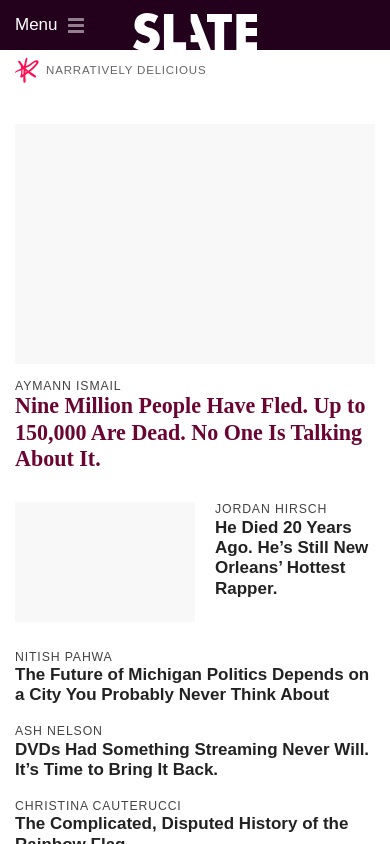 Menu
SLATE
NARRATIVELY DELICIOUS
AYMANN ISMAIL
Nine Million People Have Fled. Up to
150,000 Are Dead. No One Is Talking
About It.
JORDAN HIRSCH
He Died 20 Years
Ago. He’s Still New
Orleans’ Hottest
Rapper.
NITISH PAHWA
The Future of Michigan Politics Depends on
a City You Probably Never Think About
ASH NELSON
DVDs Had Something Streaming Never Will.
It’s Time to Bring It Back.
CHRISTINA CAUTERUCCI
The Complicated, Disputed History of the
Rainbow Flag